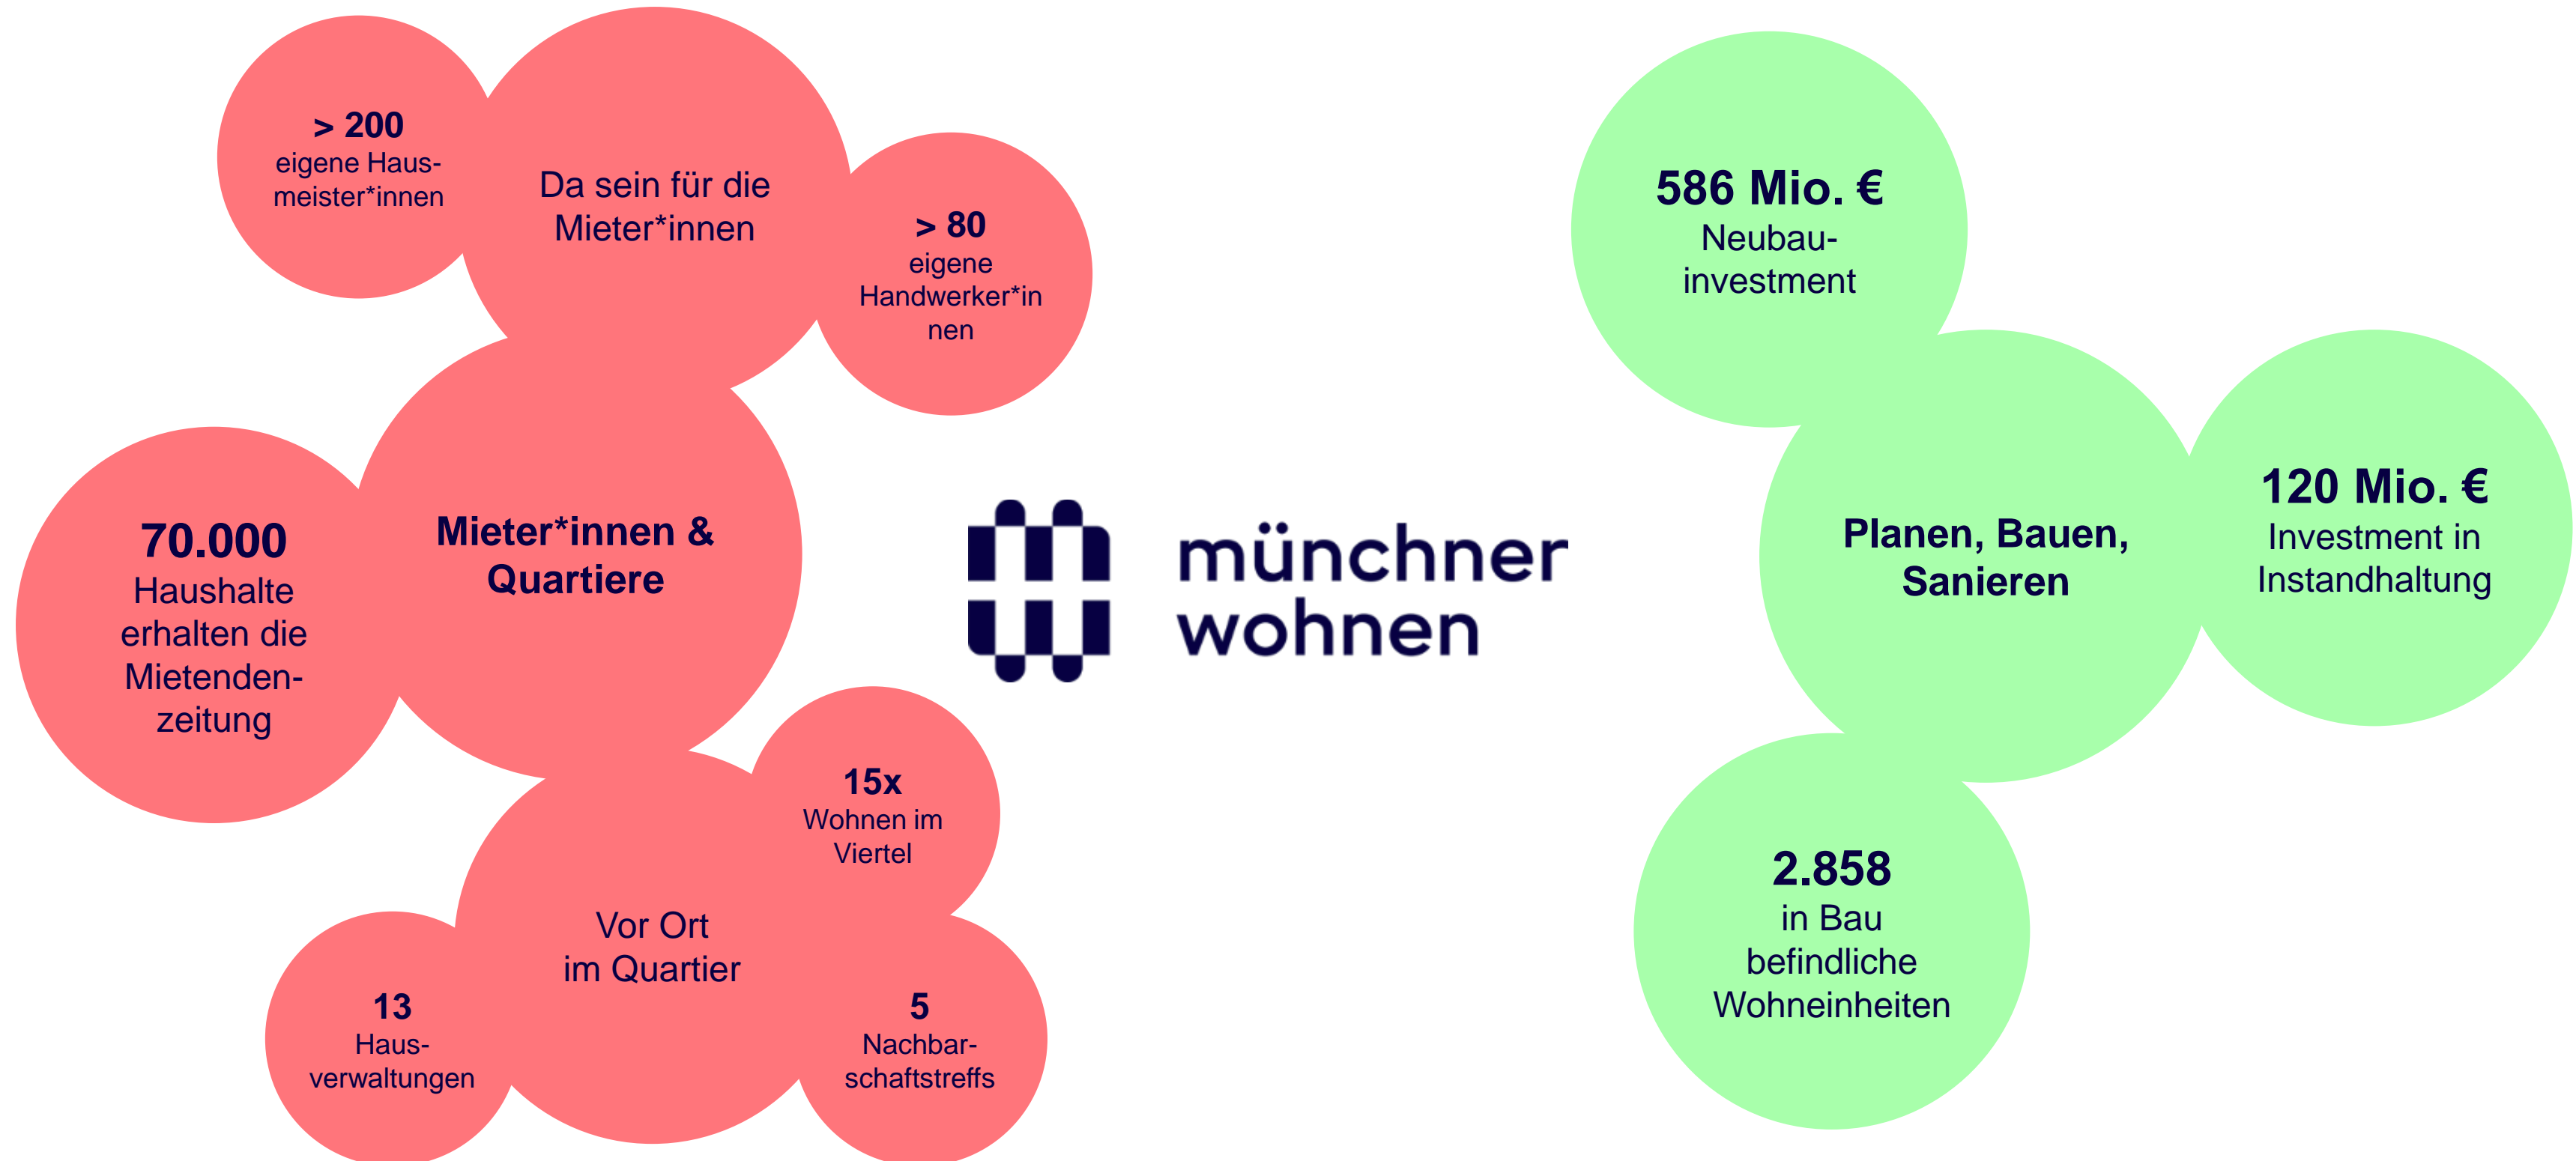 > 200
eigene Haus-
meister*innen
Da sein für die
Mieter*innen
> 80
eigene
Handwerker*in
nen
Mieter*innen &
Quartiere
70.000
Haushalte
erhalten die
Mietenden-
zeitung
15x
Wohnen im
Viertel
Vor Ort
im Quartier
13
Haus-
verwaltungen
5
Nachbar-
schaftstreffs
münchner
wohnen
586 Mio. €
Neubau-
investment
Planen, Bauen,
Sanieren
120 Mio. €
Investment in
Instandhaltung
2.858
in Bau
befindliche
Wohneinheiten